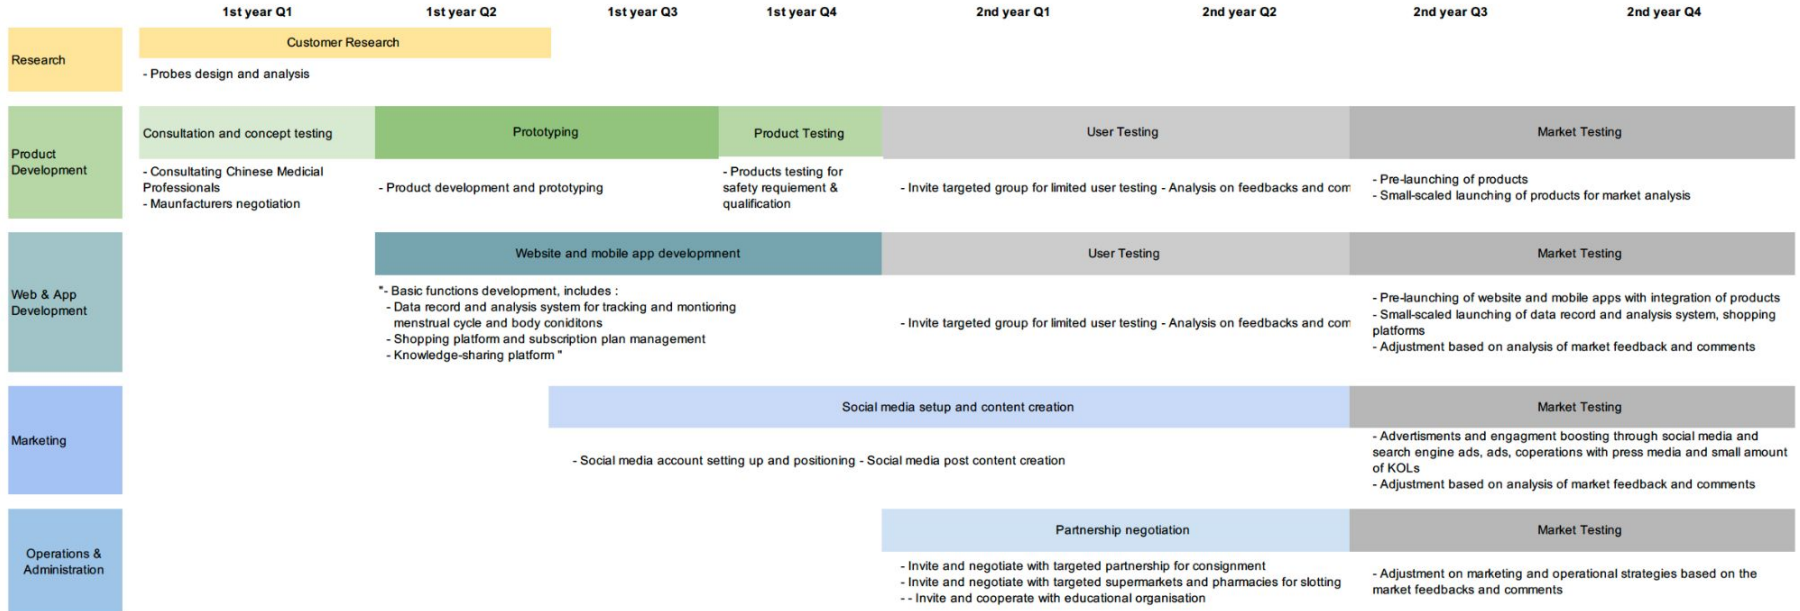 1st year Q1 1st year Q2 1st year Q3 1st year Q4 2nd year Q1 2nd year Q2 2nd year Q3 2nd year Q4
Research
Customer Research
- Probes design and analysis
Product
Development
Consultation and concept testing
- Consultating Chinese Medicial
Professionals
- Maunfacturers negotiation
Prototyping
- Product development and prototyping
Product Testing
- Products testing for
safety requiement &
qualification
User Testing
- Invite targeted group for limited user testing - Analysis on feedbacks and com
Market Testing
- Pre-launching of products
- Small-scaled launching of products for market analysis
Web & App
Development
Website and mobile app developmnent
"- Basic functions development, includes :
- Data record and analysis system for tracking and montioring
menstrual cycle and body coniditons
- Shopping platform and subscription plan management
- Knowledge-sharing platform "
User Testing
- Invite targeted group for limited user testing - Analysis on feedbacks and com
Market Testing
- Pre-launching of website and mobile apps with integration of products
- Small-scaled launching of data record and analysis system, shopping
platforms
- Adjustment based on analysis of market feedback and comments
Marketing
Social media setup and content creation
- Social media account setting up and positioning - Social media post content creation
Market Testing
- Advertisments and engagment boosting through social media and
search engine ads, ads, coperations with press media and small amount
of KOLs
- Adjustment based on analysis of market feedback and comments
Operations &
Administration
Partnership negotiation
- Invite and negotiate with targeted partnership for consignment
- Invite and negotiate with targeted supermarkets and pharmacies for slotting
- - Invite and cooperate with educational organisation
Market Testing
- Adjustment on marketing and operational strategies based on the
market feedbacks and comments